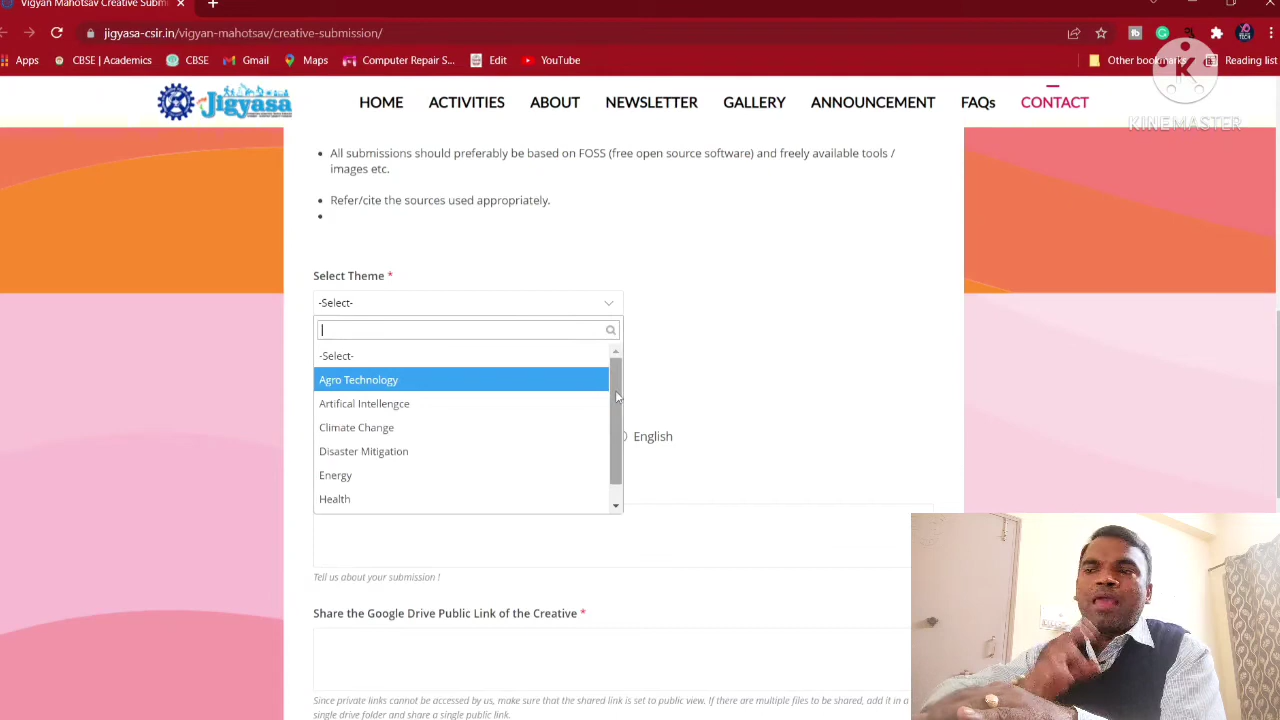 Vigyan Mahotsav Creative Subm
jigyasa-csir.in/vigyan-mahotsav/creative-submission/
Apps CBSE | Academics CBSE Gmail Maps Computer Repair S... Edit YouTube Other bookmarks Reading list
Jigyasa HOME ACTIVITIES ABOUT NEWSLETTER GALLERY ANNOUNCEMENT FAQs CONTACT
K
KINEMASTER
• All submissions should preferably be based on FOSS (free open source software) and freely available tools /
images etc.
• Refer/cite the sources used appropriately.
•
Select Theme *
-Select-
-Select-
Agro Technology
Artifical Intellengce
Climate Change
English
Disaster Mitigation
Energy
Health
Tell us about your submission !
Share the Google Drive Public Link of the Creative *
Since private links cannot be accessed by us, make sure that the shared link is set to public view. If there are multiple files to be shared, add it in a
single drive folder and share a single public link.